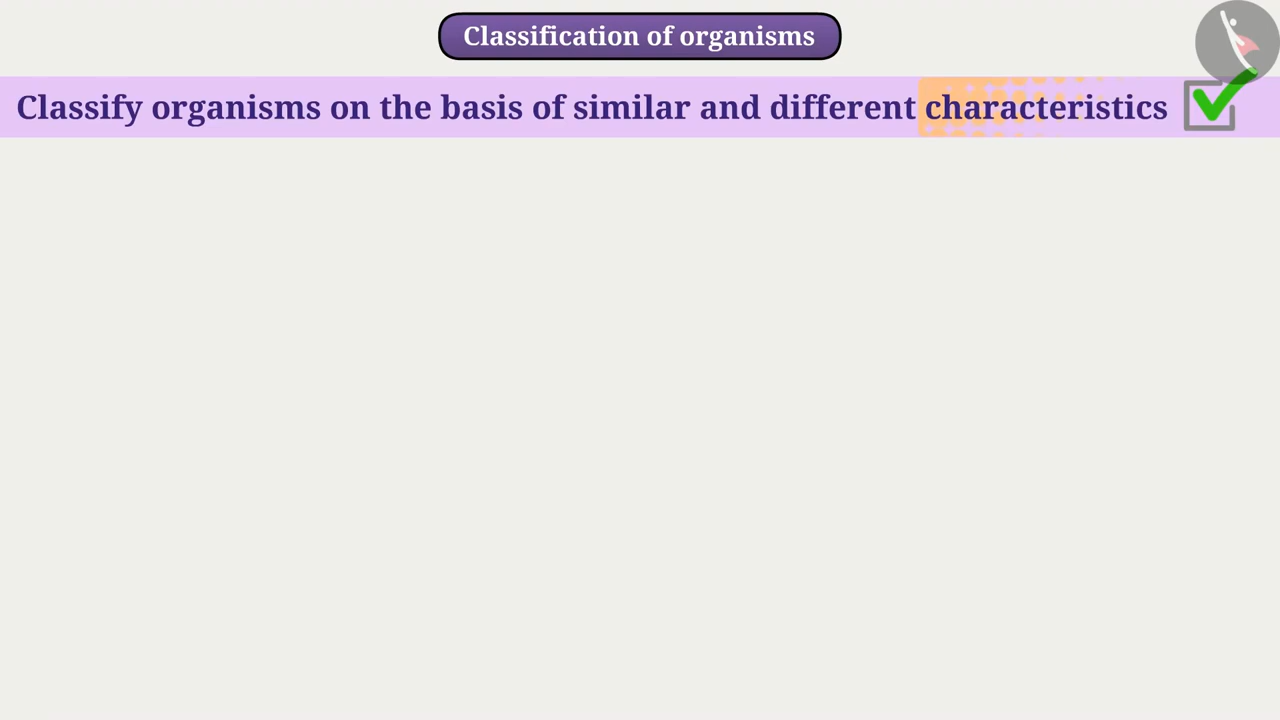 Classification of organisms
Classify organisms on the basis of similar and different characteristics